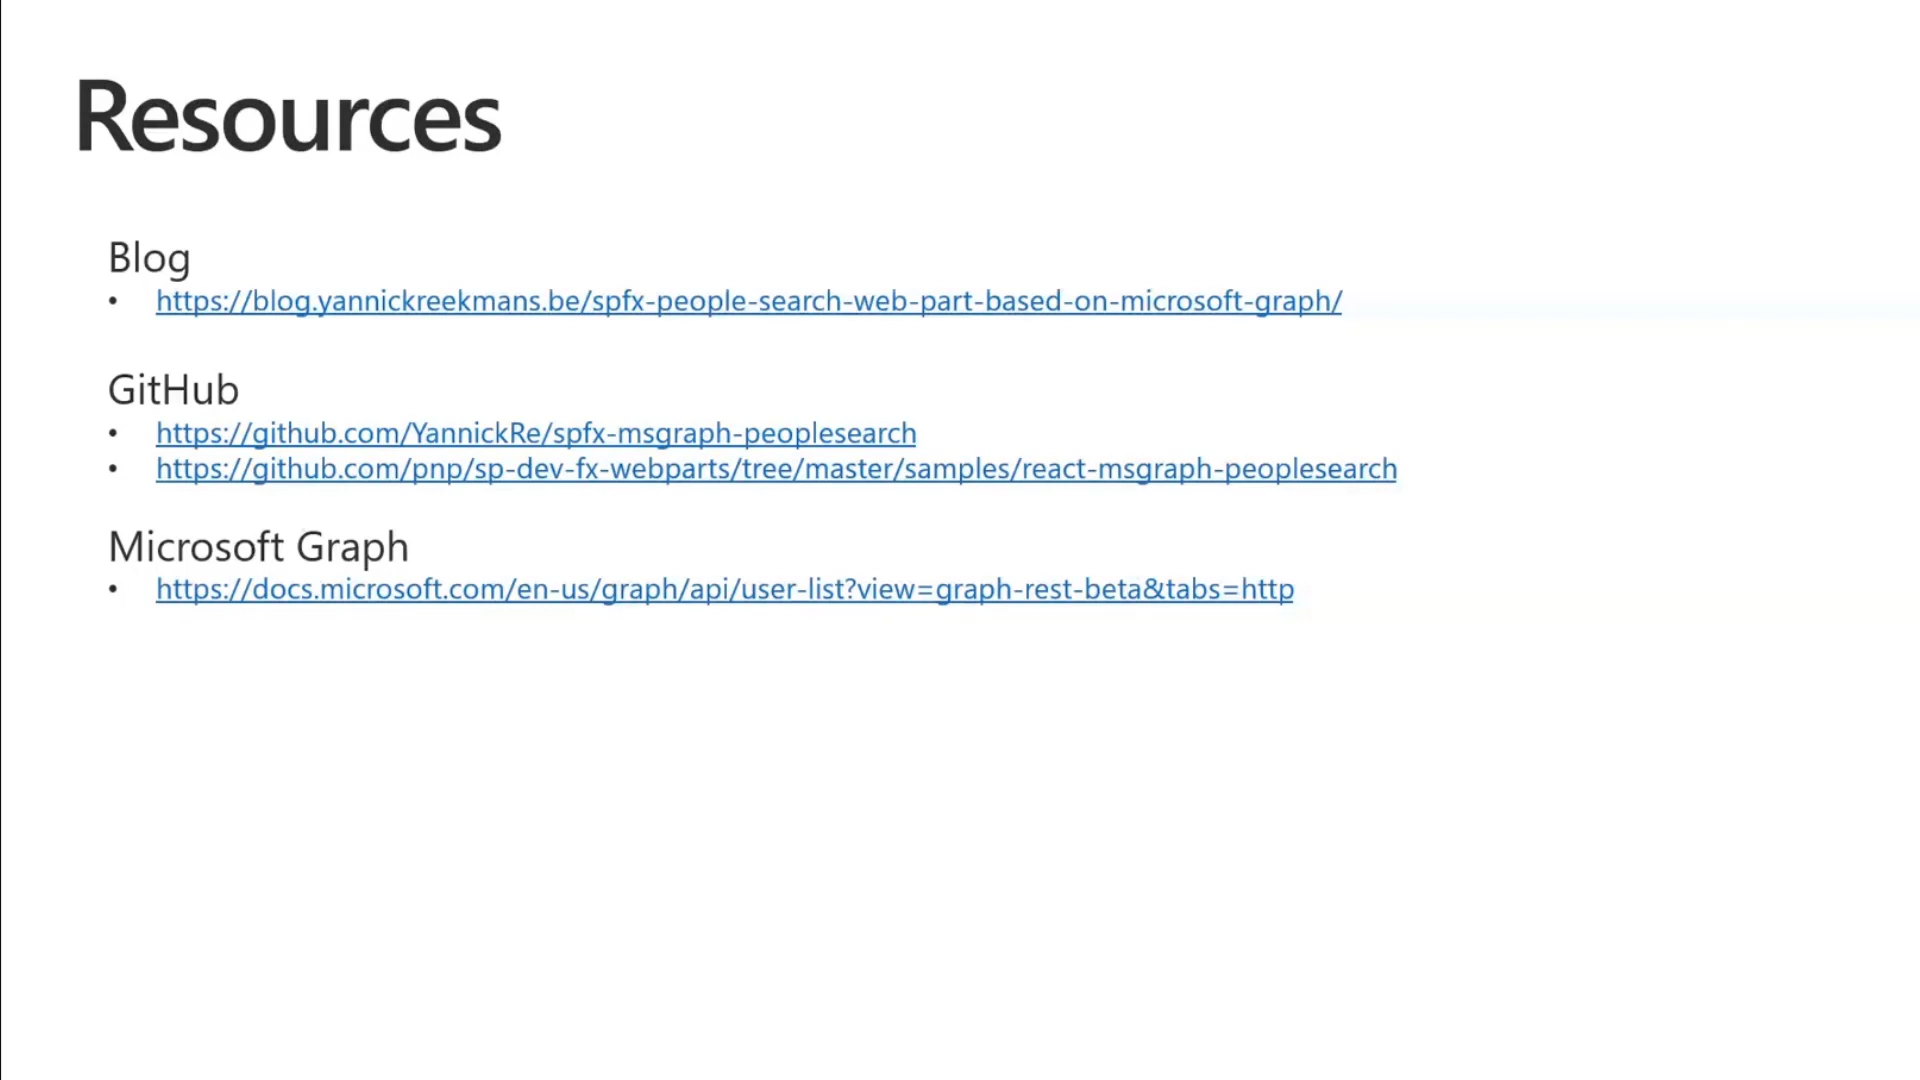 Resources
Blog
• https://blog.yannickreekmans.be/spfx-people-search-web-part-based-on-microsoft-graph/
GitHub
• https://github.com/YannickRe/spfx-msgraph-peoplesearch
• https://github.com/pnp/sp-dev-fx-webparts/tree/master/samples/react-msgraph-peoplesearch
Microsoft Graph
• https://docs.microsoft.com/en-us/graph/api/user-list?view=graph-rest-beta&tabs=http